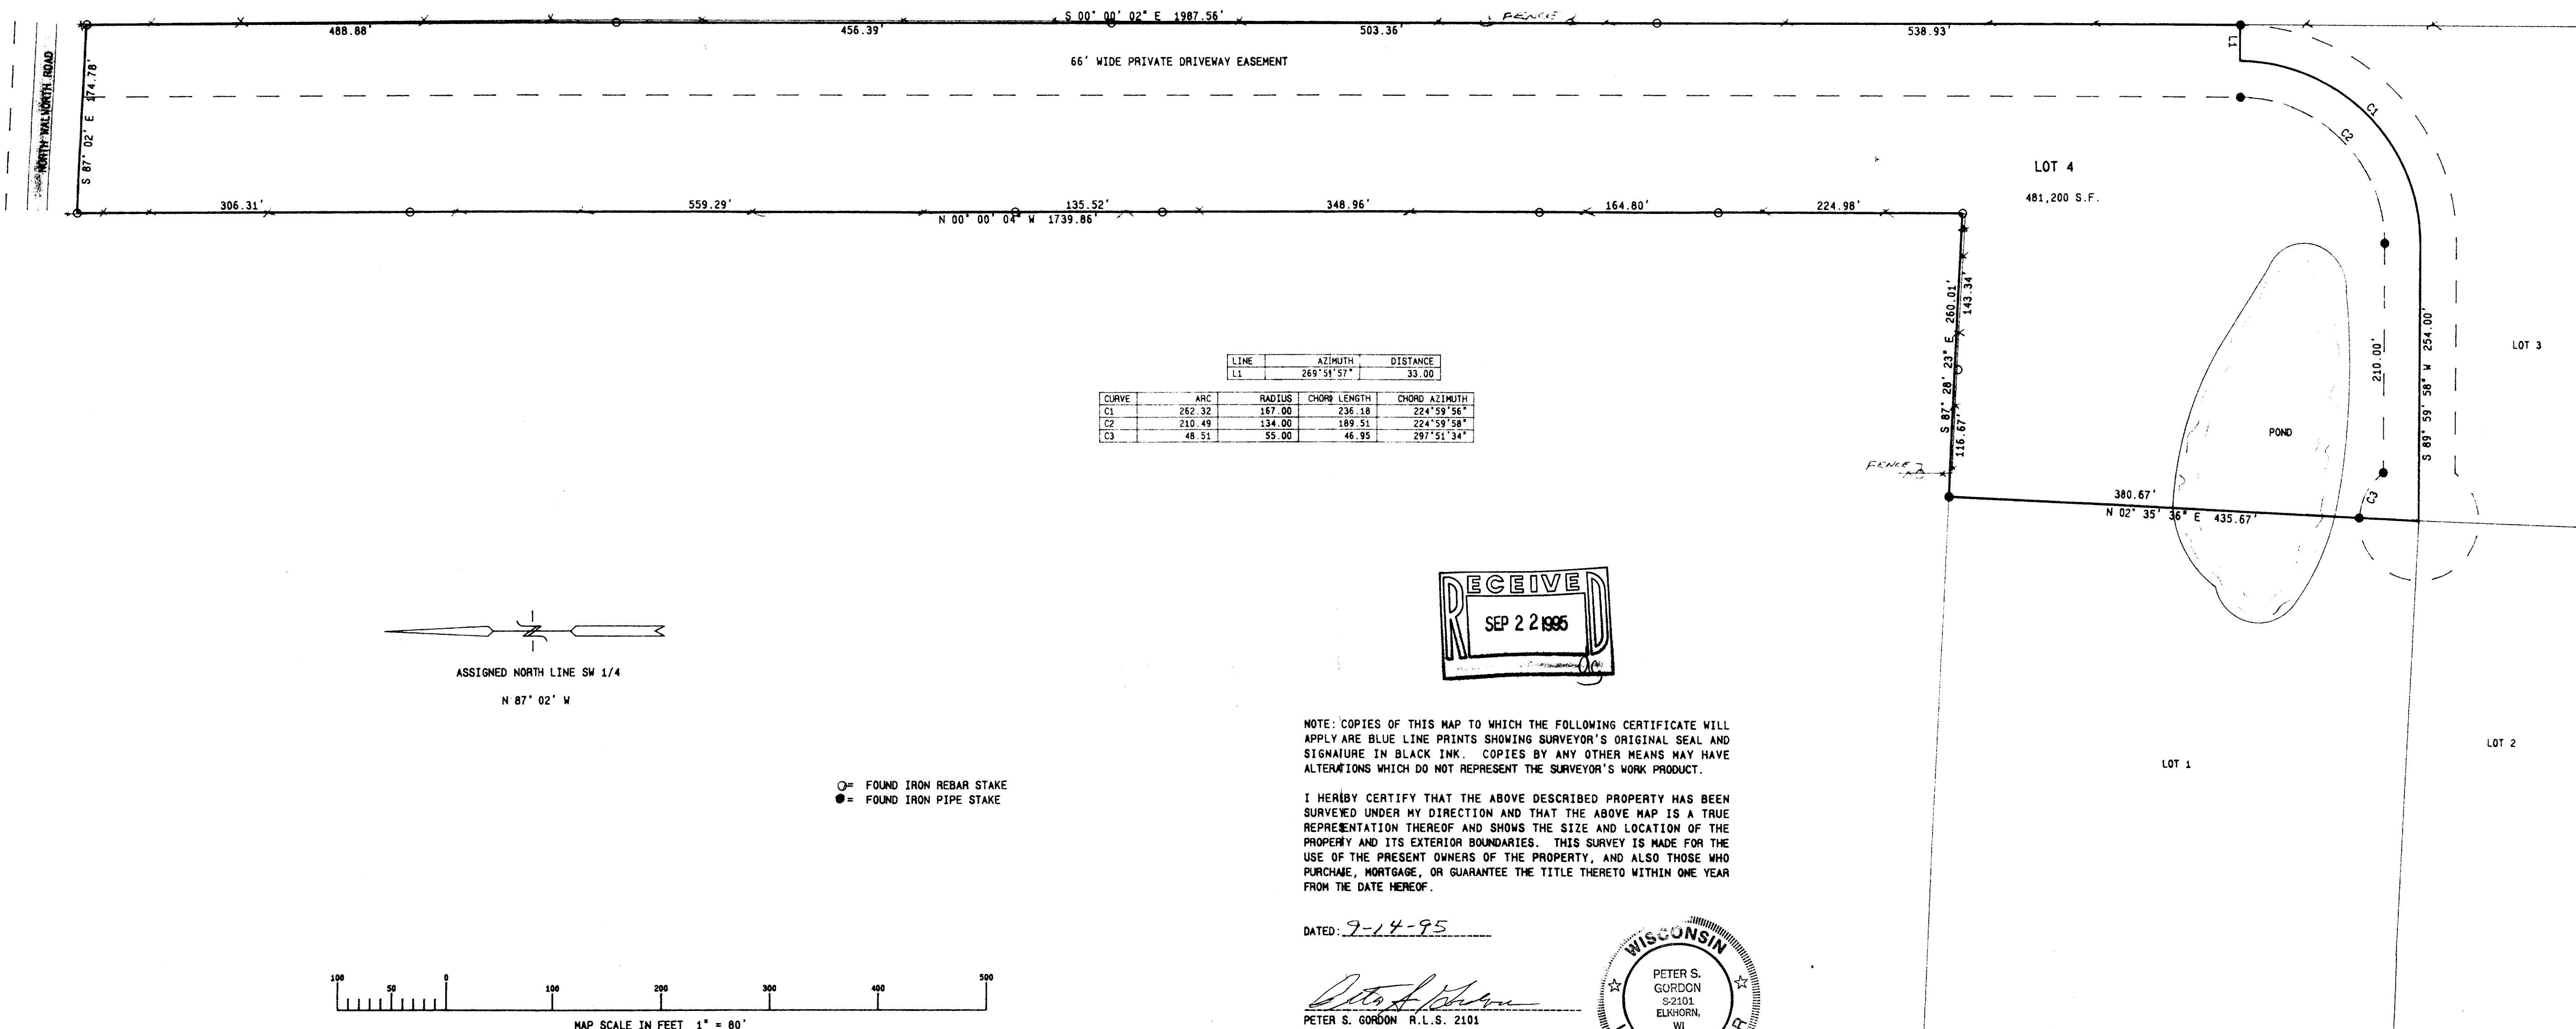 S 00° 00' 02" E 1987.56'
FENCE
488.88'
456.39'
503.36'
538.93'
L1
66' WIDE PRIVATE DRIVEWAY EASEMENT
NORTH WALWORTH ROAD
S 87° 02' E 174.78'
C1
C2
LOT 4
481,200 S.F.
306.31'
559.29'
135.52'
348.96'
164.80'
224.98'
N 00° 00' 04" W 1739.86'
S 87° 28' 23" E 260.01'
143.34'
116.67'
FENCE
210.00'
S 89° 59' 58" W 254.00'
LOT 3
POND
C3
380.67'
N 02° 35' 36" E 435.67'
LINE AZIMUTH DISTANCE
L1 269°59'57" 33.00
CURVE ARC RADIUS CHORD LENGTH CHORD AZIMUTH
C1 262.32 167.00 236.18 224°59'56"
C2 210.49 134.00 189.51 224°59'58"
C3 48.51 55.00 46.95 297°51'34"
RECEIVED
SEP 22 1995
N
ASSIGNED NORTH LINE SW 1/4
N 87° 02' W
O= FOUND IRON REBAR STAKE
●= FOUND IRON PIPE STAKE
LOT 2
LOT 1
NOTE: COPIES OF THIS MAP TO WHICH THE FOLLOWING CERTIFICATE WILL
APPLY ARE BLUE LINE PRINTS SHOWING SURVEYOR'S ORIGINAL SEAL AND
SIGNATURE IN BLACK INK. COPIES BY ANY OTHER MEANS MAY HAVE
ALTERATIONS WHICH DO NOT REPRESENT THE SURVEYOR'S WORK PRODUCT.
I HEREBY CERTIFY THAT THE ABOVE DESCRIBED PROPERTY HAS BEEN
SURVEYED UNDER MY DIRECTION AND THAT THE ABOVE MAP IS A TRUE
REPRESENTATION THEREOF AND SHOWS THE SIZE AND LOCATION OF THE
PROPERTY AND ITS EXTERIOR BOUNDARIES. THIS SURVEY IS MADE FOR THE
USE OF THE PRESENT OWNERS OF THE PROPERTY, AND ALSO THOSE WHO
PURCHASE, MORTGAGE, OR GUARANTEE THE TITLE THERETO WITHIN ONE YEAR
FROM THE DATE HEREOF.
DATED: 9-14-95
Peter S Gordon
PETER S. GORDON R.L.S. 2101
WISCONSIN
PETER S.
GORDON
S-2101
ELKHORN,
WI
100 50 0 100 200 300 400 500
MAP SCALE IN FEET 1" = 80'